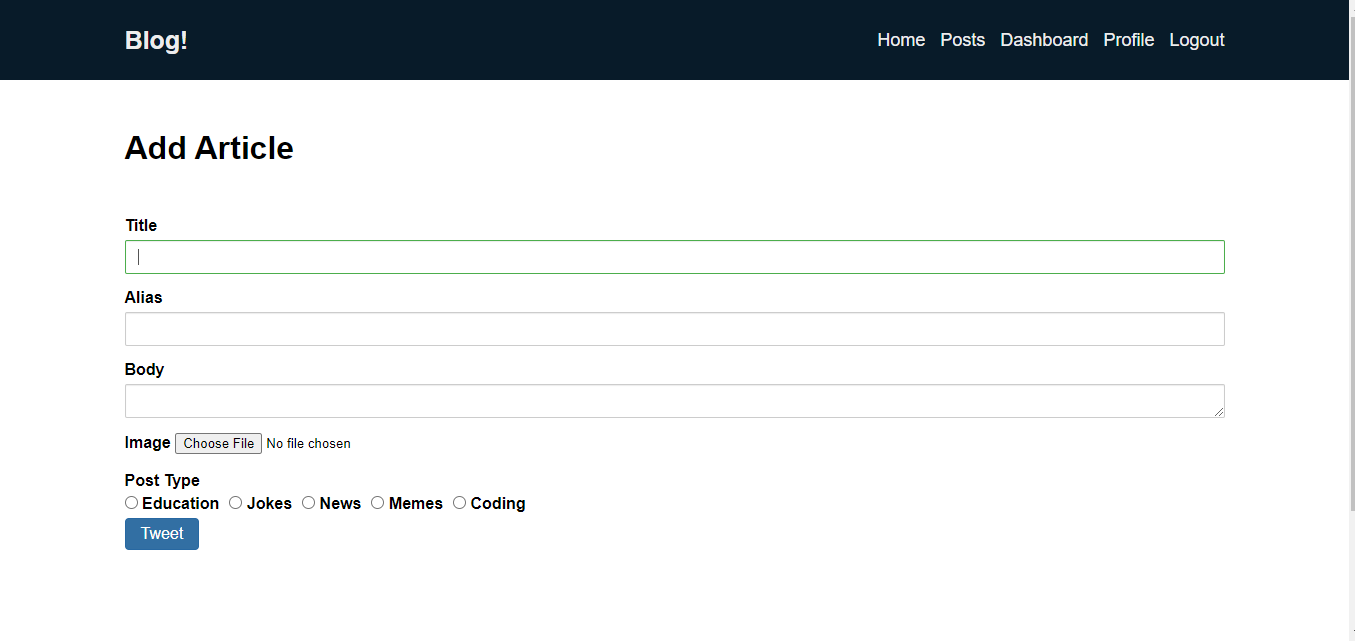 Blog! Home Posts Dashboard Profile Logout
Add Article
Title
Alias
Body
Image Choose File No file chosen
Post Type
Education Jokes News Memes Coding
Tweet